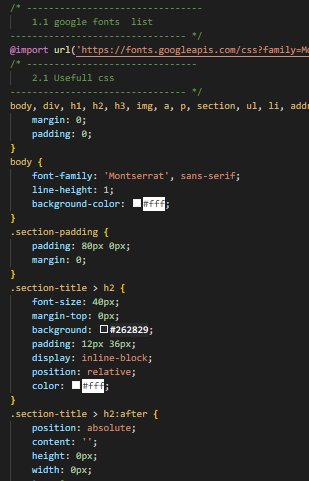 /* --------------------------------
1.1 google fonts  list
-------------------------------- */
@import url('https://fonts.googleapis.com/css?family=Mo
/* -------------------------------
2.1 Usefull css
-------------------------------- */
body, div, h1, h2, h3, img, a, p, section, ul, li, addr
margin: 0;
padding: 0;
}
body {
font-family: 'Montserrat', sans-serif;
line-height: 1;
background-color: #fff;
}
.section-padding {
padding: 80px 0px;
margin: 0;
}
.section-title > h2 {
font-size: 40px;
margin-top: 0px;
background: #262829;
padding: 12px 36px;
display: inline-block;
position: relative;
color: #fff;
}
.section-title > h2:after {
position: absolute;
content: '';
height: 0px;
width: 0px;